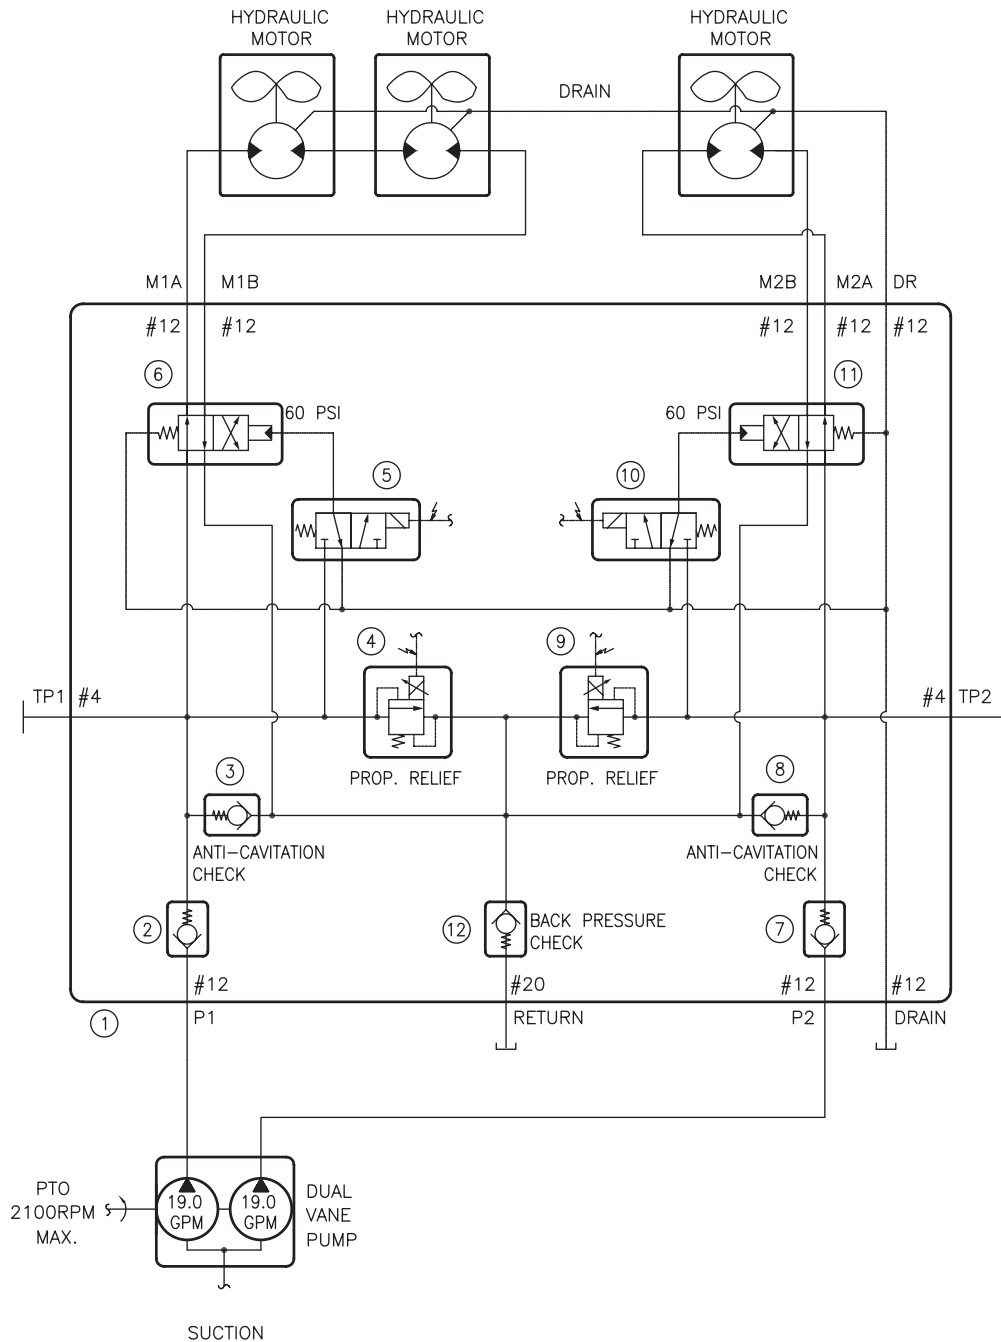 HYDRAULIC
MOTOR
HYDRAULIC
MOTOR
HYDRAULIC
MOTOR
DRAIN
M1A
M1B
M2B
M2A
DR
#12
#12
#12
#12
#12
6
11
60 PSI
60 PSI
5
10
4
9
TP1
#4
#4
TP2
PROP. RELIEF
PROP. RELIEF
3
8
ANTI-CAVITATION
CHECK
ANTI-CAVITATION
CHECK
2
12
BACK PRESSURE
CHECK
7
#12
#20
#12
#12
1
P1
RETURN
P2
DRAIN
PTO
2100RPM
MAX.
19.0
GPM
19.0
GPM
DUAL
VANE
PUMP
SUCTION